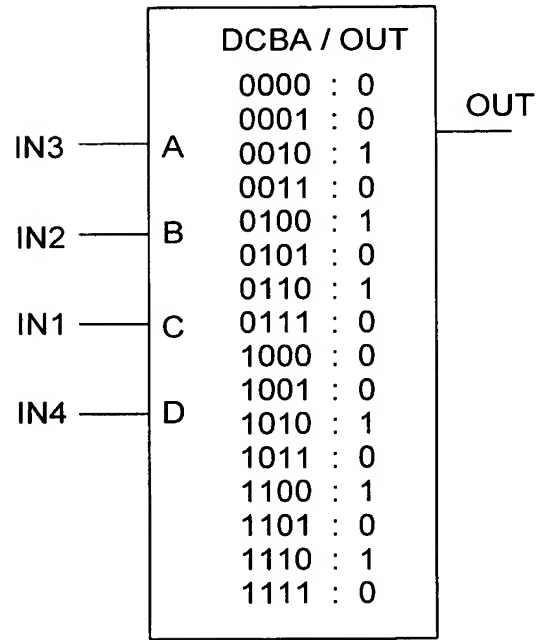 DCBA / OUT
0000 : 0
0001 : 0
0010 : 1
0011 : 0
0100 : 1
0101 : 0
0110 : 1
0111 : 0
1000 : 0
1001 : 0
1010 : 1
1011 : 0
1100 : 1
1101 : 0
1110 : 1
1111 : 0
IN3 A
IN2 B
IN1 C
IN4 D
OUT